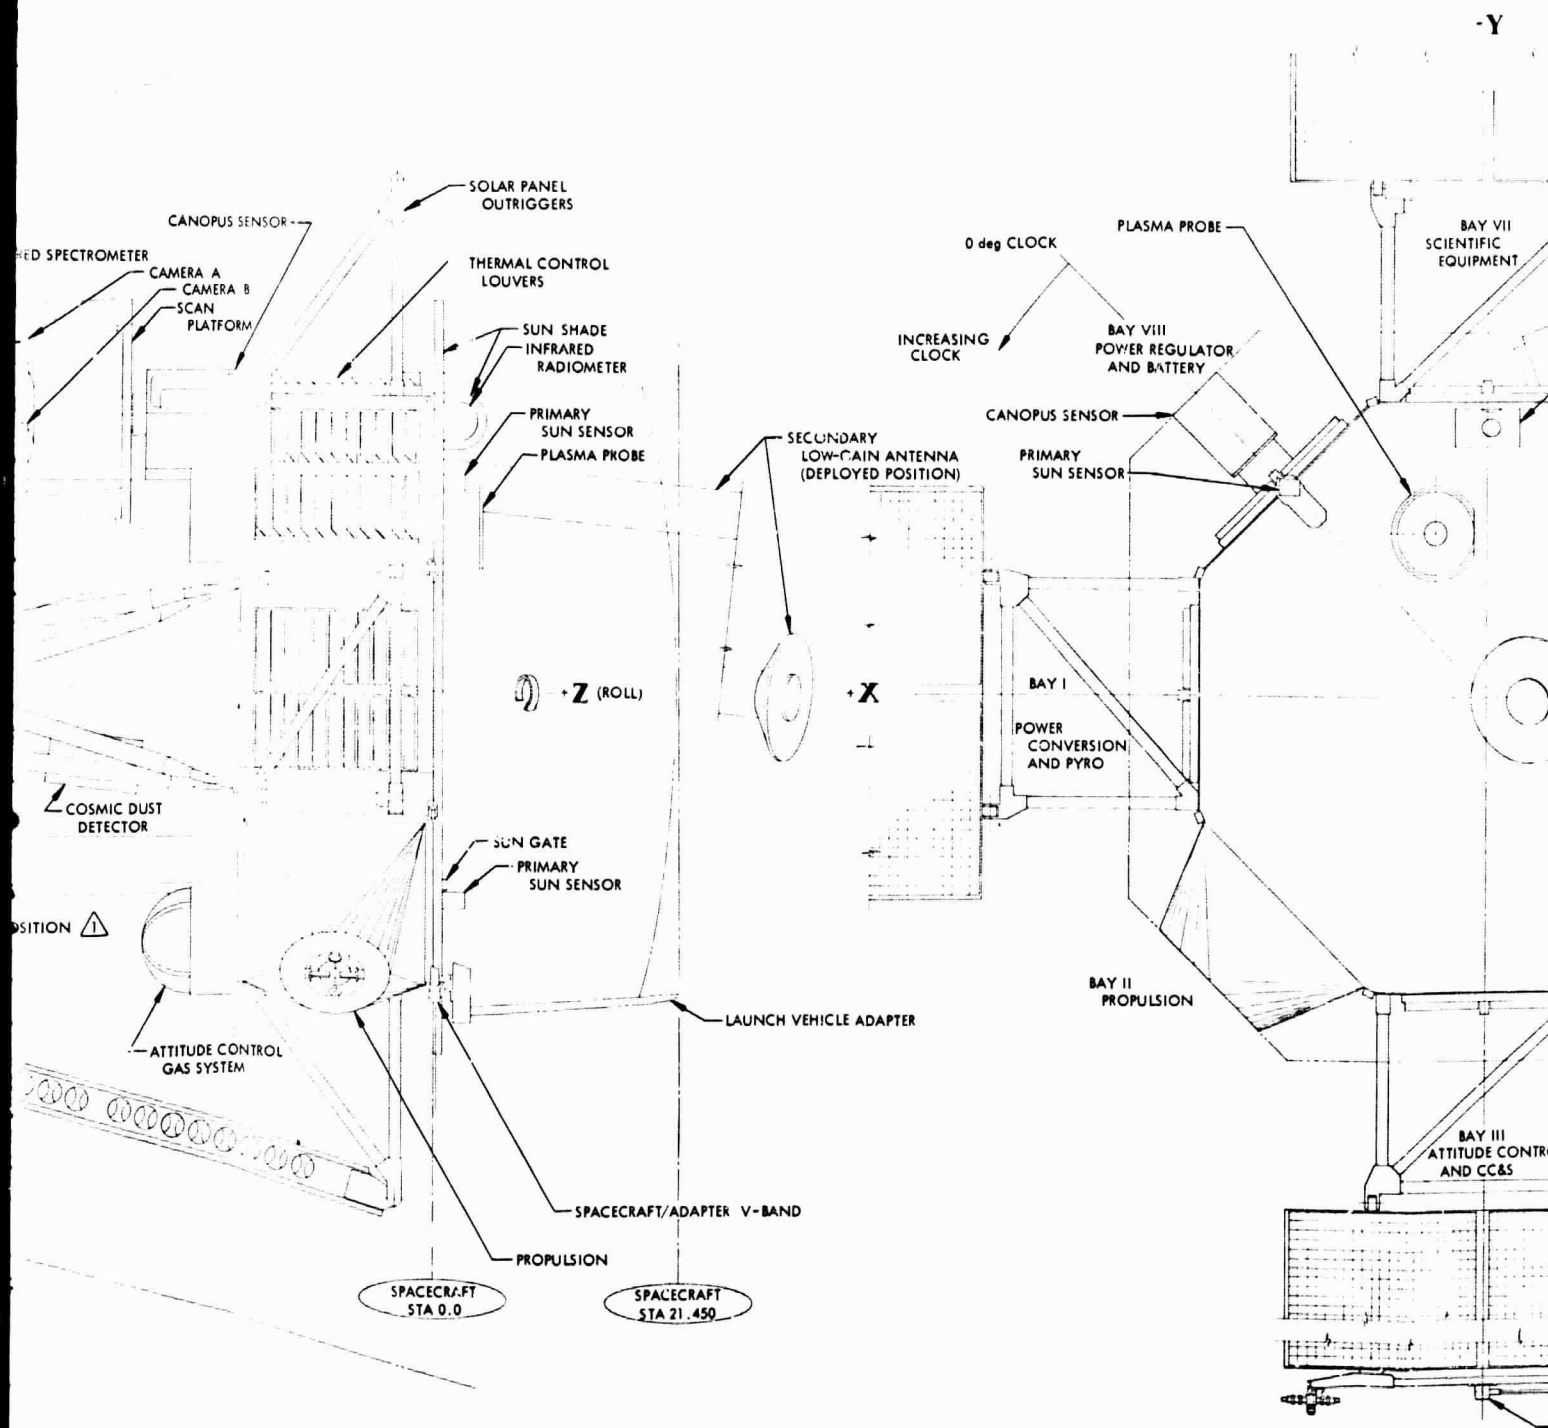 -Y
SOLAR PANEL
OUTRIGGERS
CANOPUS SENSOR
RED SPECTROMETER
CAMERA A
CAMERA B
SCAN
PLATFORM
THERMAL CONTROL
LOUVERS
SUN SHADE
INFRARED
RADIOMETER
PRIMARY
SUN SENSOR
PLASMA PROBE
SECONDARY
LOW-GAIN ANTENNA
(DEPLOYED POSITION)
+Z (ROLL)
COSMIC DUST
DETECTOR
SUN GATE
PRIMARY
SUN SENSOR
OSITION 1
ATTITUDE CONTROL
GAS SYSTEM
LAUNCH VEHICLE ADAPTER
SPACECRAFT/ADAPTER V-BAND
PROPULSION
SPACECRAFT
STA 0.0
SPACECRAFT
STA 21.450
0 deg CLOCK
INCREASING
CLOCK
PLASMA PROBE
BAY VII
SCIENTIFIC
EQUIPMENT
BAY VIII
POWER REGULATOR
AND BATTERY
CANOPUS SENSOR
PRIMARY
SUN SENSOR
+X
BAY I
POWER
CONVERSION
AND PYRO
BAY II
PROPULSION
BAY III
ATTITUDE CONTRO
AND CC&S